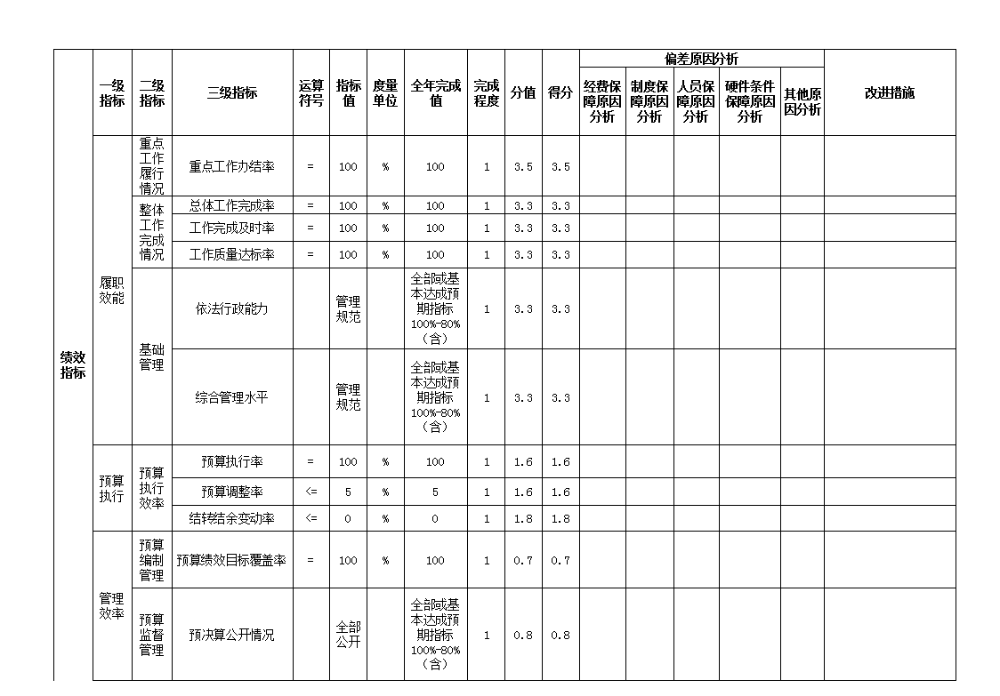 偏差原因分析
一级
指标
二级
指标
三级指标
运算
符号
指标
值
度量
单位
全年完成
值
完成
程度
分值
得分
经费保
障原因
分析
制度保
障原因
分析
人员保
障原因
分析
硬件条件
保障原因
分析
其他原
因分析
改进措施
绩效
指标
履职
效能
重点
工作
履行
情况
重点工作办结率 = 100 % 100 1 3.5 3.5
整体
工作
完成
情况
总体工作完成率 = 100 % 100 1 3.3 3.3
工作完成及时率 = 100 % 100 1 3.3 3.3
工作质量达标率 = 100 % 100 1 3.3 3.3
基础
管理
依法行政能力
管理
规范
全部或基
本达成预
期指标
100%-80%
（含）
1 3.3 3.3
综合管理水平
管理
规范
全部或基
本达成预
期指标
100%-80%
（含）
1 3.3 3.3
预算
执行
预算
执行
效率
预算执行率 = 100 % 100 1 1.6 1.6
预算调整率 <= 5 % 5 1 1.6 1.6
结转结余变动率 <= 0 % 0 1 1.8 1.8
管理
效率
预算
编制
管理
预算绩效目标覆盖率 = 100 % 100 1 0.7 0.7
预算
监督
管理
预决算公开情况
全部
公开
全部或基
本达成预
期指标
100%-80%
（含）
1 0.8 0.8